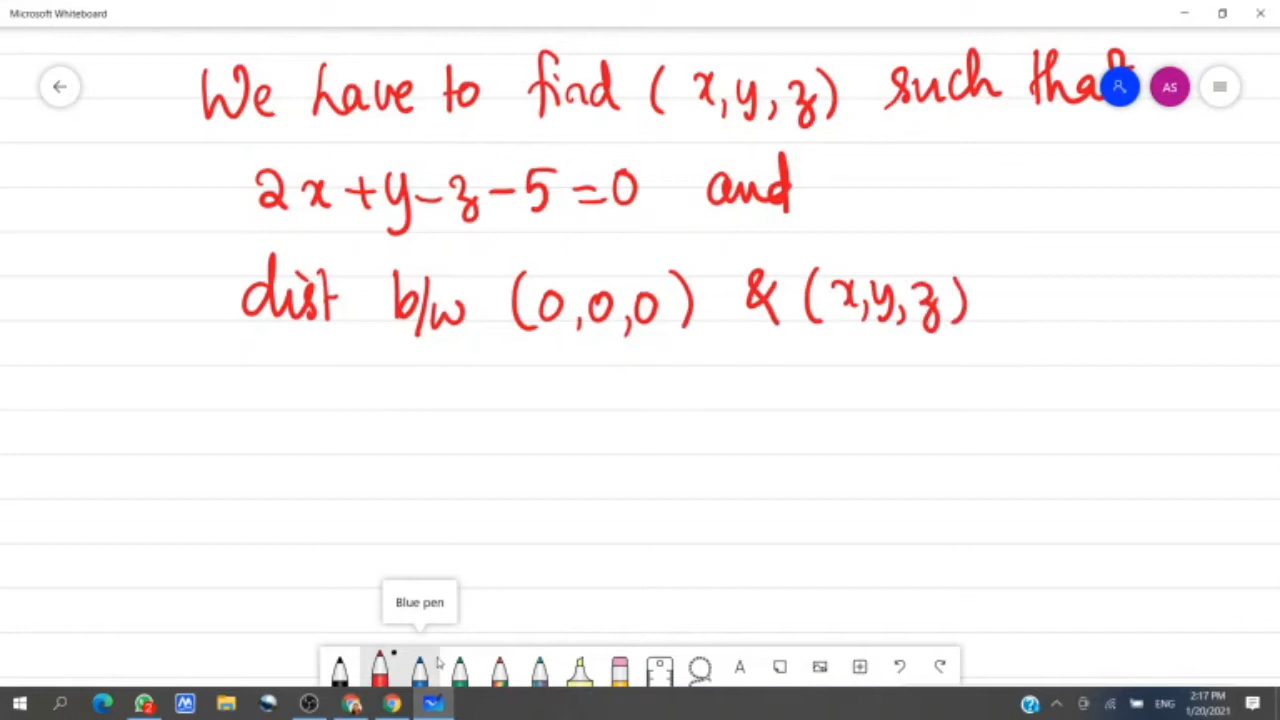 Microsoft Whiteboard
We have to find (x, y, z) such that
AS
2x + y - z - 5 = 0 and
dist b/w (0, 0, 0) & (x, y, z)
Blue pen
A
2
ENG
2:17 PM
1/20/2021